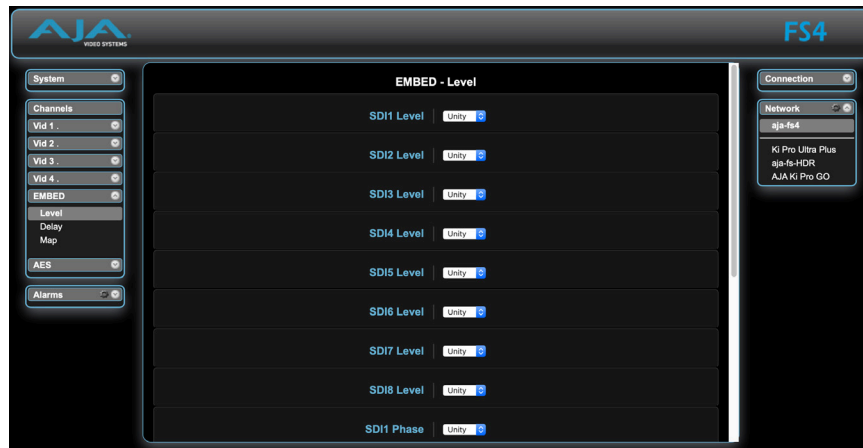 AJA
VIDEO SYSTEMS
FS4
System
Channels
Vid 1 .
Vid 2 .
Vid 3 .
Vid 4 .
EMBED
Level
Delay
Map
AES
Alarms
EMBED - Level
SDI1 Level Unity
SDI2 Level Unity
SDI3 Level Unity
SDI4 Level Unity
SDI5 Level Unity
SDI6 Level Unity
SDI7 Level Unity
SDI8 Level Unity
SDI1 Phase Unity
Connection
Network
aja-fs4
Ki Pro Ultra Plus
aja-fs-HDR
AJA Ki Pro GO